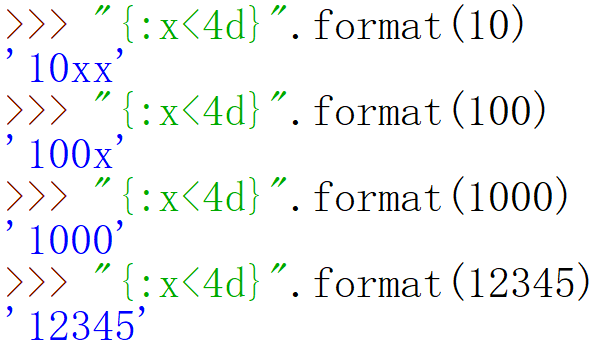 >>> "{:x<4d}".format(10)
'10xx'
>>> "{:x<4d}".format(100)
'100x'
>>> "{:x<4d}".format(1000)
'1000'
>>> "{:x<4d}".format(12345)
'12345'